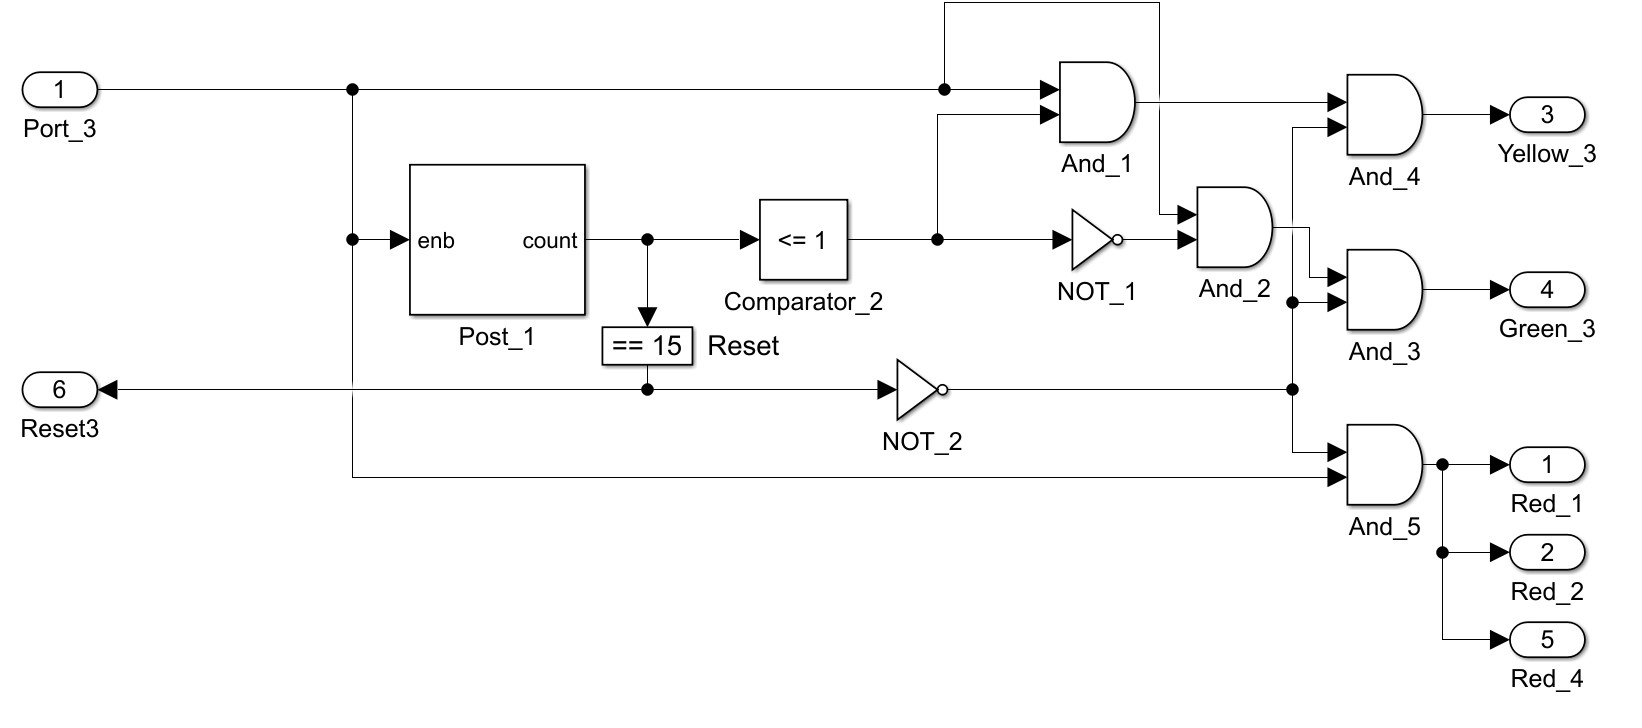 1
Port_3
And_1
And_4
3
Yellow_3
enb
count
Post_1
<= 1
Comparator_2
NOT_1
And_2
And_3
4
Green_3
== 15
Reset
6
Reset3
NOT_2
And_5
1
Red_1
2
Red_2
5
Red_4